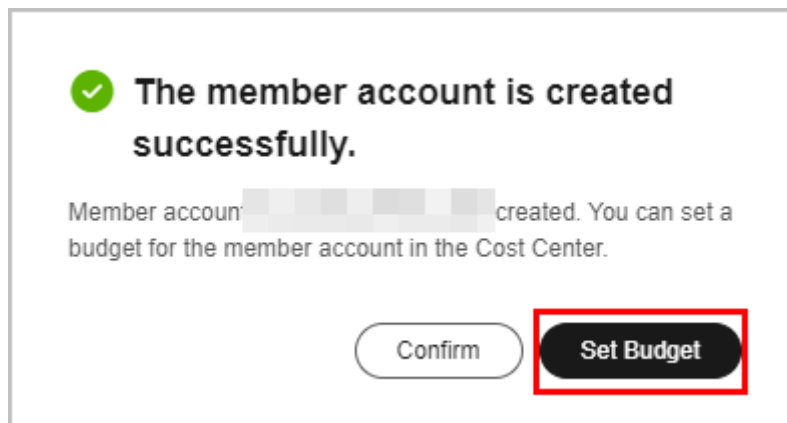 The member account is created
successfully.
Member account created. You can set a
budget for the member account in the Cost Center.
Confirm
Set Budget